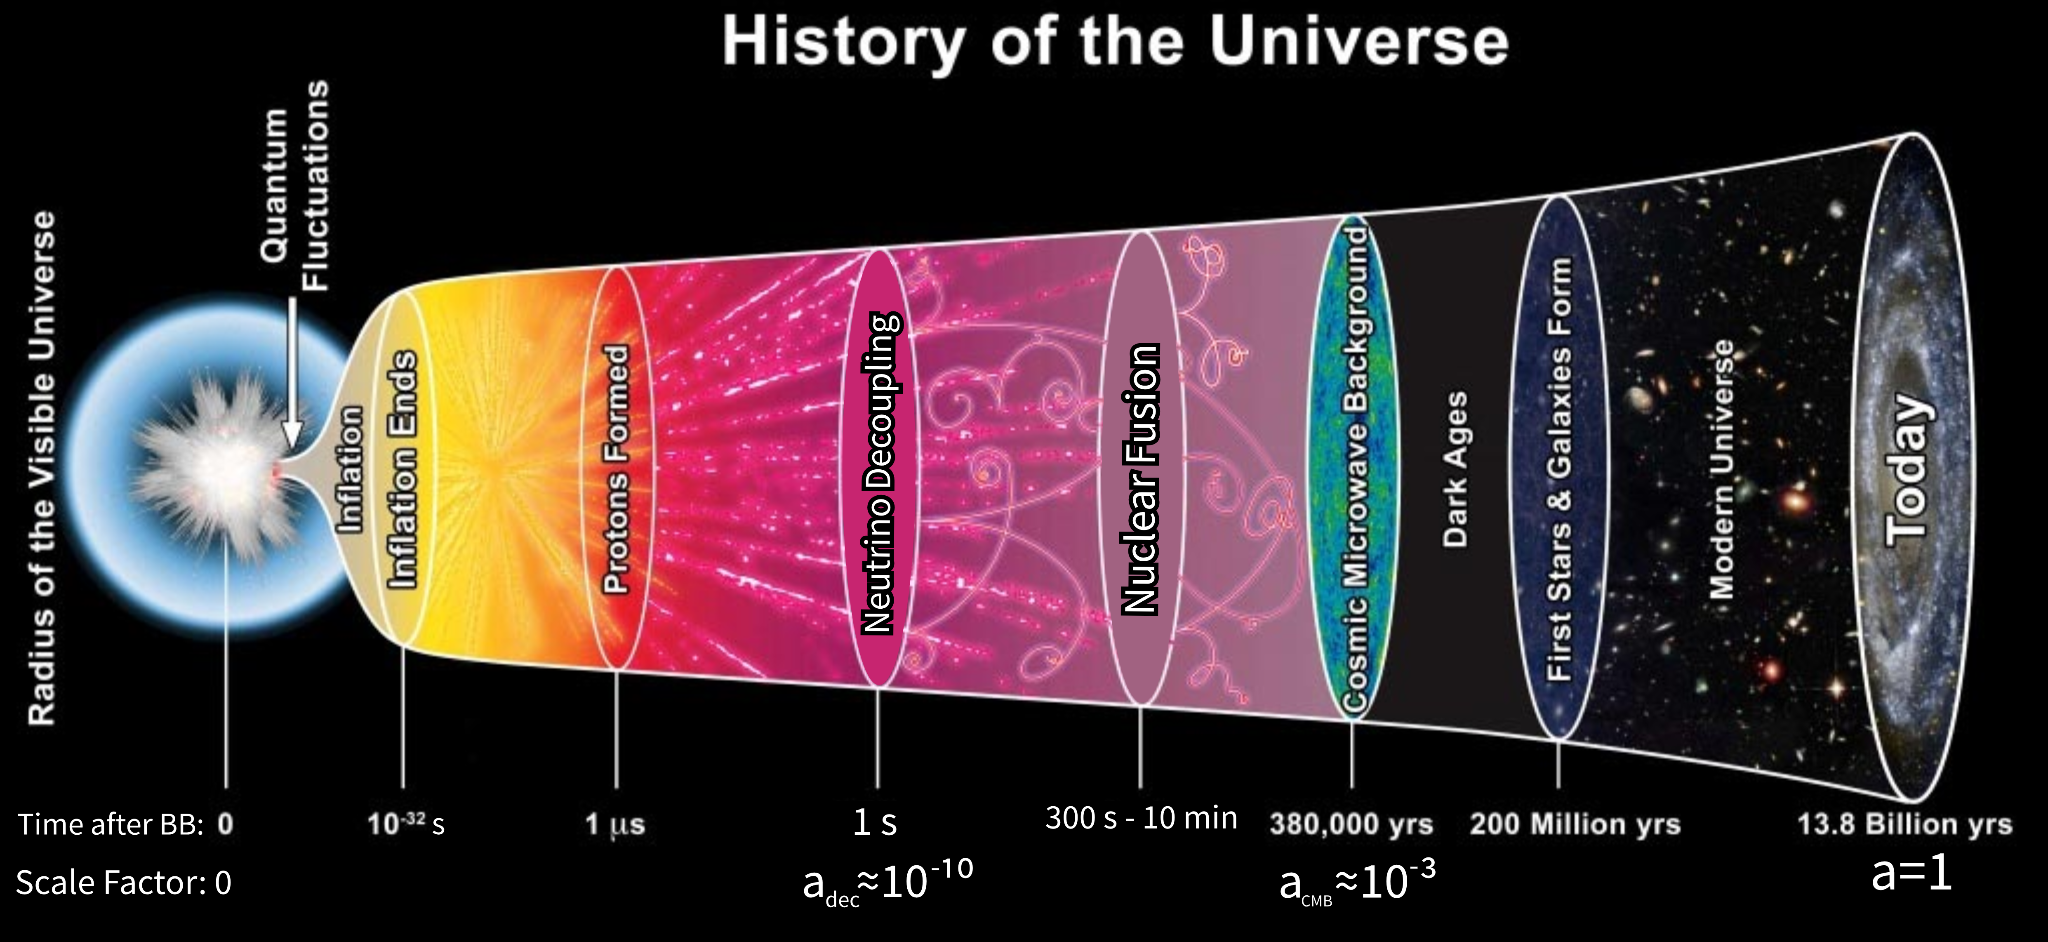 History of the Universe
Radius of the Visible Universe
Quantum
Fluctuations
Inflation
Inflation Ends
Protons Formed
Neutrino Decoupling
Nuclear Fusion
Cosmic Microwave Background
Dark Ages
First Stars & Galaxies Form
Modern Universe
Today
Time after BB: 0
10⁻³² s
1 µs
1 s
300 s - 10 min
380,000 yrs
200 Million yrs
13.8 Billion yrs
Scale Factor: 0
a_dec≈10⁻¹⁰
a_CMB≈10⁻³
a=1